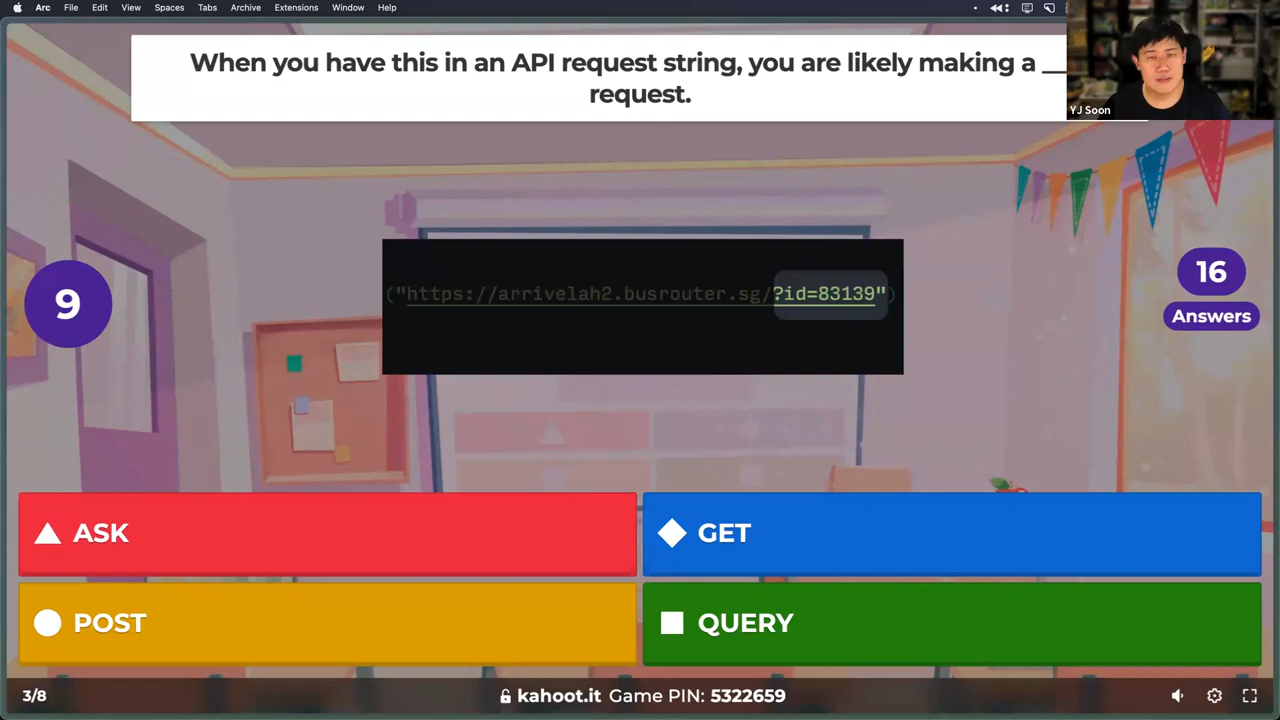 Arc File Edit View Spaces Tabs Archive Extensions Window Help
When you have this in an API request string, you are likely making a __
request.
YJ Soon
9
("https://arrivelah2.busrouter.sg/?id=83139")
16
Answers
ASK
GET
POST
QUERY
3/8
kahoot.it Game PIN: 5322659